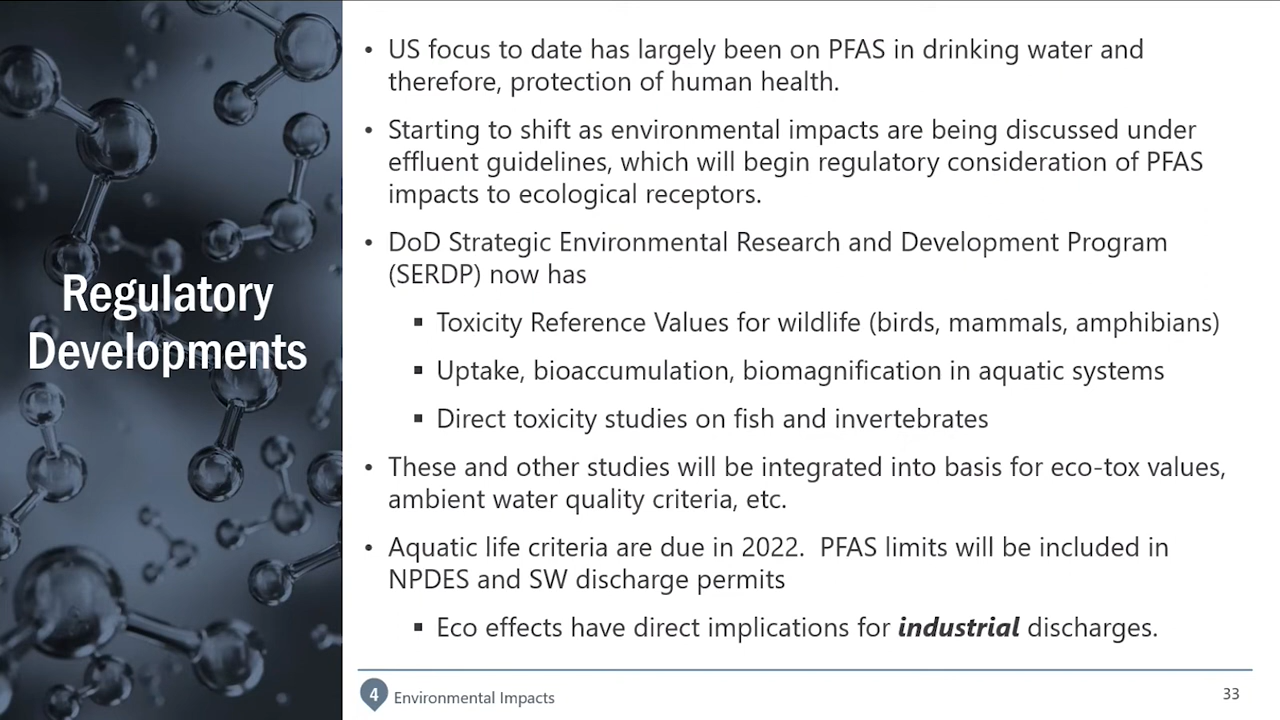 Regulatory
Developments
• US focus to date has largely been on PFAS in drinking water and
therefore, protection of human health.
• Starting to shift as environmental impacts are being discussed under
effluent guidelines, which will begin regulatory consideration of PFAS
impacts to ecological receptors.
• DoD Strategic Environmental Research and Development Program
(SERDP) now has
▪ Toxicity Reference Values for wildlife (birds, mammals, amphibians)
▪ Uptake, bioaccumulation, biomagnification in aquatic systems
▪ Direct toxicity studies on fish and invertebrates
• These and other studies will be integrated into basis for eco-tox values,
ambient water quality criteria, etc.
• Aquatic life criteria are due in 2022.  PFAS limits will be included in
NPDES and SW discharge permits
▪ Eco effects have direct implications for industrial discharges.
4 Environmental Impacts
33